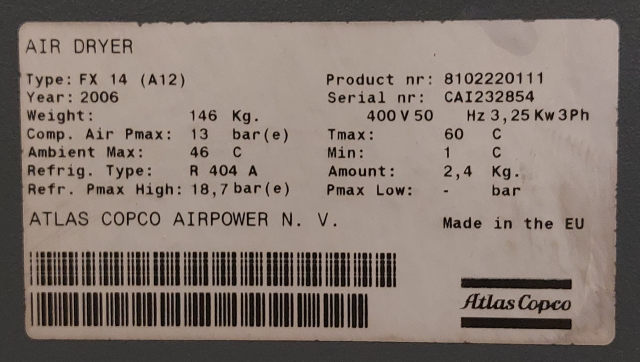 AIR DRYER
Type: FX 14 (A12) Product nr: 8102220111
Year: 2006 Serial nr: CAI232854
Weight: 146 Kg. 400 V 50 Hz 3,25 Kw 3Ph
Comp. Air Pmax: 13 bar(e) Tmax: 60 C
Ambient Max: 46 C Min: 1 C
Refrig. Type: R 404 A Amount: 2,4 Kg.
Refr. Pmax High: 18,7 bar(e) Pmax Low: - bar
ATLAS COPCO AIRPOWER N. V. Made in the EU
Atlas Copco